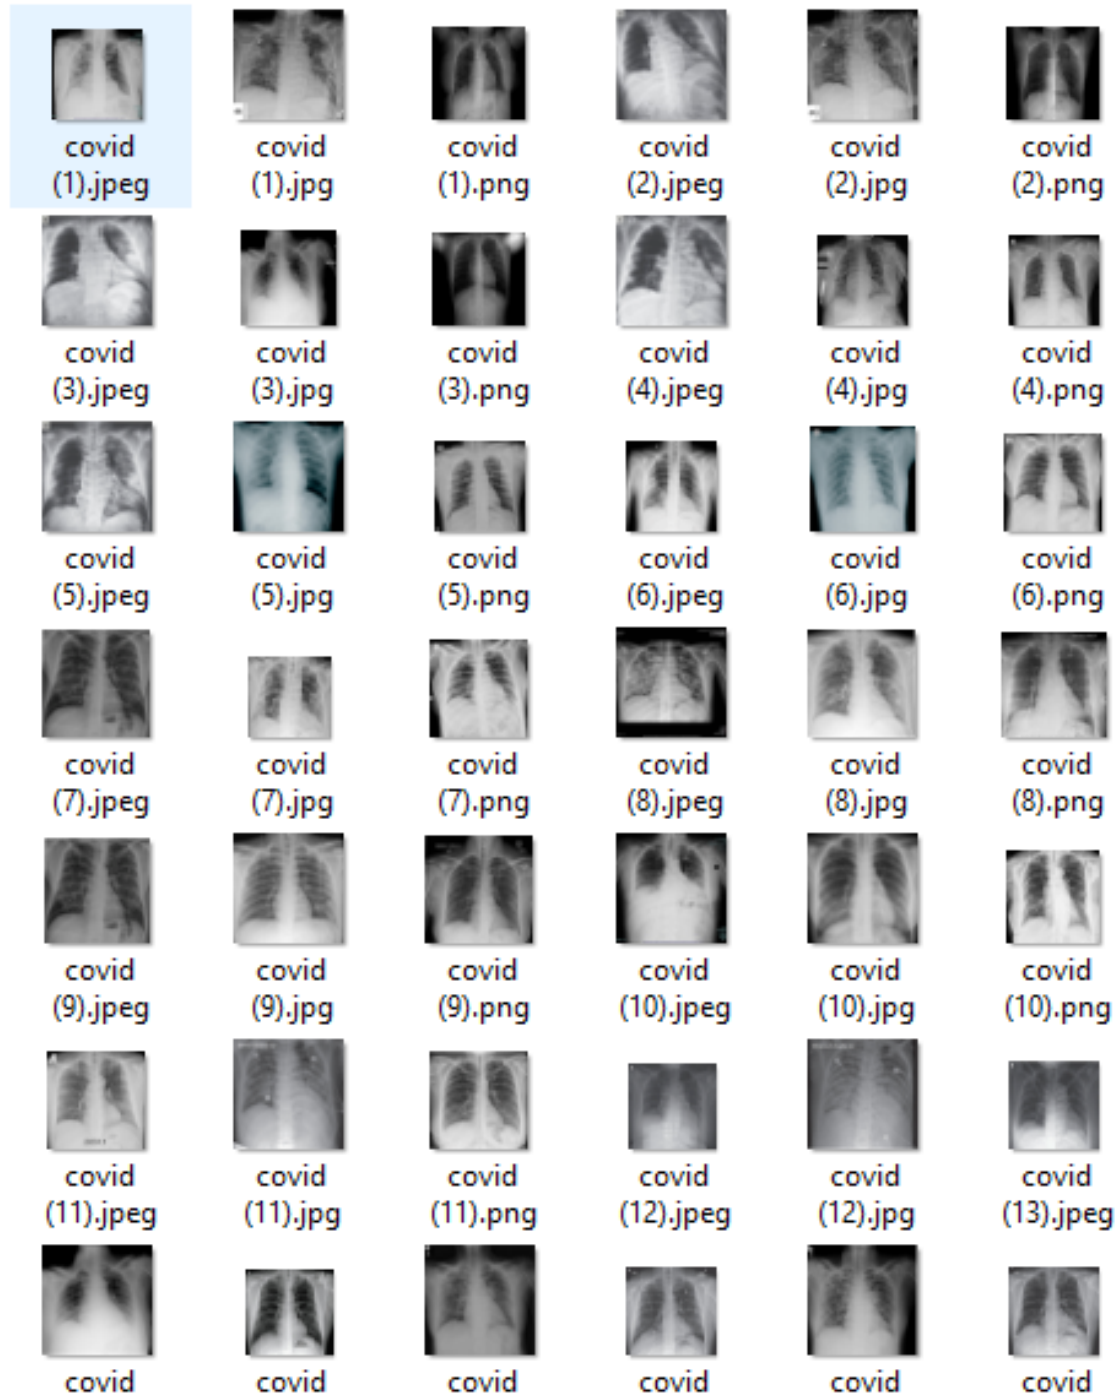 covid
(1).jpeg
covid
(1).jpg
covid
(1).png
covid
(2).jpeg
covid
(2).jpg
covid
(2).png
covid
(3).jpeg
covid
(3).jpg
covid
(3).png
covid
(4).jpeg
covid
(4).jpg
covid
(4).png
covid
(5).jpeg
covid
(5).jpg
covid
(5).png
covid
(6).jpeg
covid
(6).jpg
covid
(6).png
covid
(7).jpeg
covid
(7).jpg
covid
(7).png
covid
(8).jpeg
covid
(8).jpg
covid
(8).png
covid
(9).jpeg
covid
(9).jpg
covid
(9).png
covid
(10).jpeg
covid
(10).jpg
covid
(10).png
covid
(11).jpeg
covid
(11).jpg
covid
(11).png
covid
(12).jpeg
covid
(12).jpg
covid
(13).jpeg
covid
covid
covid
covid
covid
covid